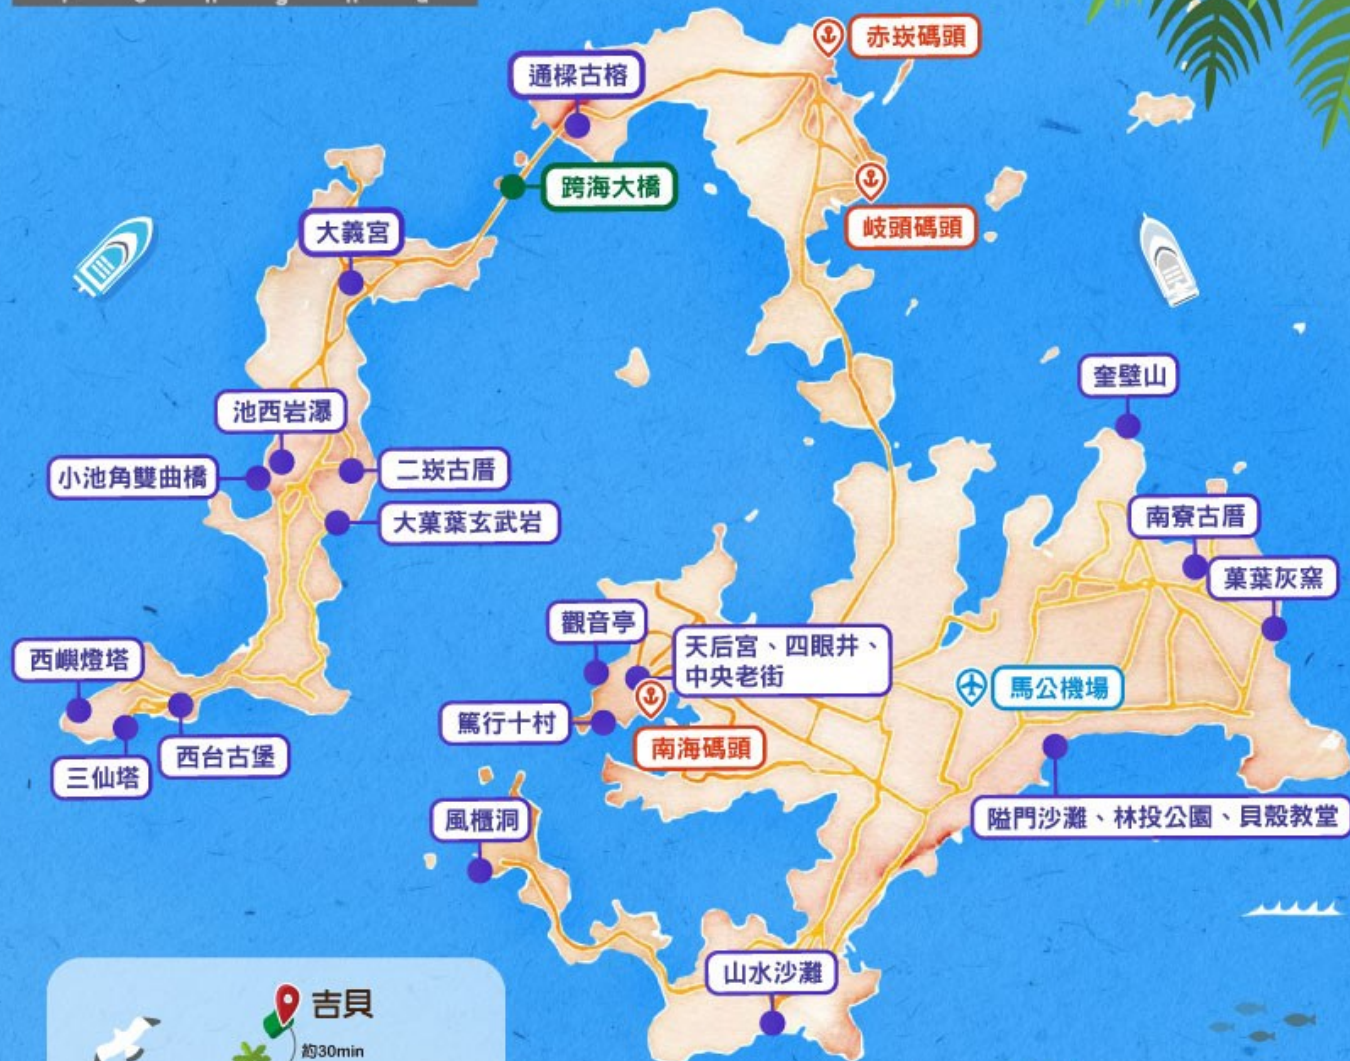 赤崁碼頭
通樑古榕
跨海大橋
岐頭碼頭
大義宮
奎壁山
池西岩瀑
小池角雙曲橋
二崁古厝
大菓葉玄武岩
南寮古厝
菓葉灰窯
觀音亭
天后宮、四眼井、
中央老街
西嶼燈塔
馬公機場
篤行十村
南海碼頭
西台古堡
三仙塔
風櫃洞
隘門沙灘、林投公園、貝殼教堂
山水沙灘
吉貝
約30min